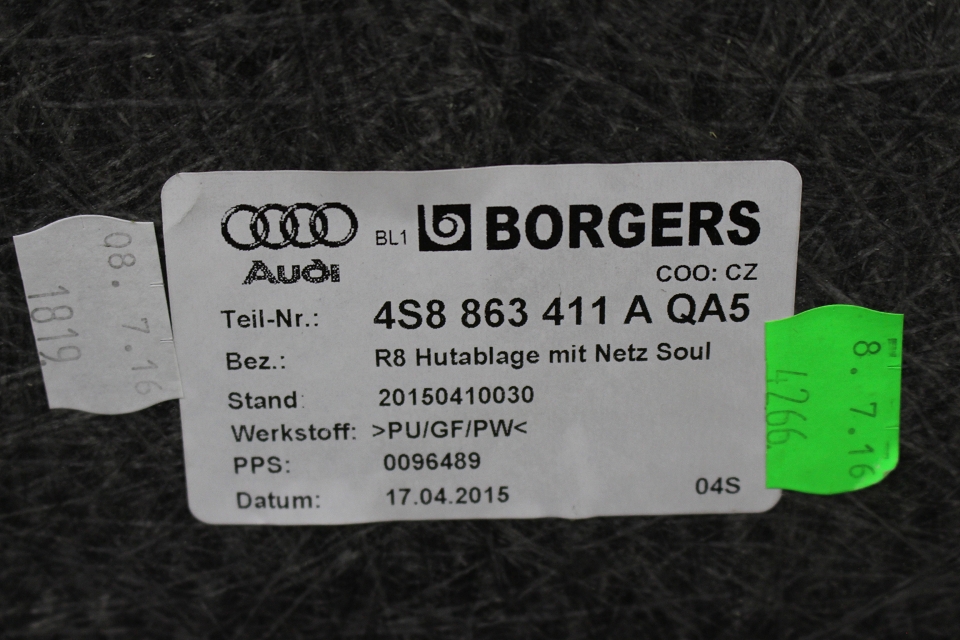 Audi
BL1 BORGERS
COO: CZ
Teil-Nr.: 4S8 863 411 A QA5
Bez.: R8 Hutablage mit Netz Soul
Stand: 20150410030
Werkstoff: >PU/GF/PW<
PPS: 0096489
Datum: 17.04.2015
04S
08. 7.16
1819
8. 7.16
4266